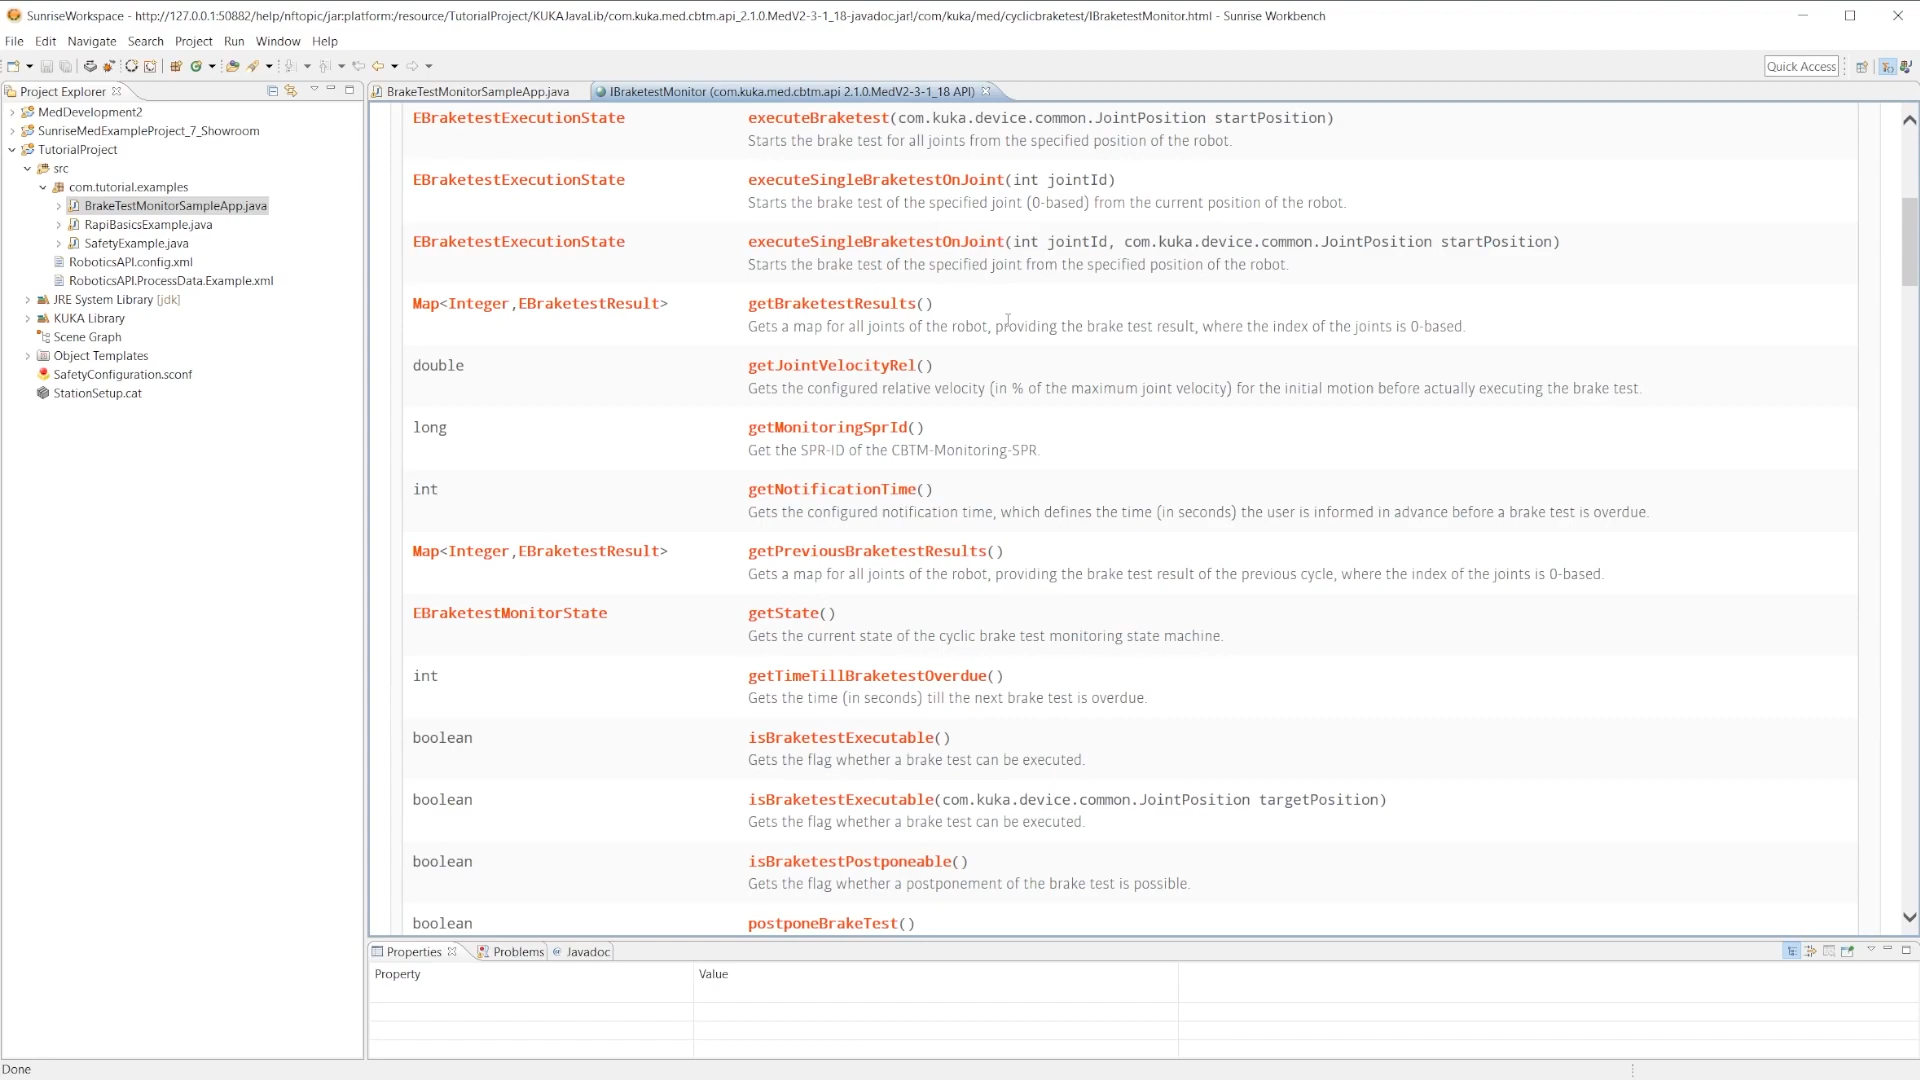 SunriseWorkspace - http://127.0.0.1:50882/help/nftopic/jar:platform:/resource/TutorialProject/KUKAJavaLib/com.kuka.med.cbtm.api_2.1.0.MedV2-3-1_18-javadoc.jar!/com/kuka/med/cyclicbraketest/IBraketestMonitor.html - Sunrise Workbench
File Edit Navigate Search Project Run Window Help
Quick Access
Project Explorer
BrakeTestMonitorSampleApp.java
IBraketestMonitor (com.kuka.med.cbtm.api 2.1.0.MedV2-3-1_18 API)
MedDevelopment2
SunriseMedExampleProject_7_Showroom
TutorialProject
src
com.tutorial.examples
BrakeTestMonitorSampleApp.java
RapiBasicsExample.java
SafetyExample.java
RoboticsAPI.config.xml
RoboticsAPI.ProcessData.Example.xml
JRE System Library [jdk]
KUKA Library
Scene Graph
Object Templates
SafetyConfiguration.sconf
StationSetup.cat
EBraketestExecutionState executeBraketest(com.kuka.device.common.JointPosition startPosition)
Starts the brake test for all joints from the specified position of the robot.
EBraketestExecutionState executeSingleBraketestOnJoint(int jointId)
Starts the brake test of the specified joint (0-based) from the current position of the robot.
EBraketestExecutionState executeSingleBraketestOnJoint(int jointId, com.kuka.device.common.JointPosition startPosition)
Starts the brake test of the specified joint from the specified position of the robot.
Map<Integer,EBraketestResult> getBraketestResults()
Gets a map for all joints of the robot, providing the brake test result, where the index of the joints is 0-based.
double getJointVelocityRel()
Gets the configured relative velocity (in % of the maximum joint velocity) for the initial motion before actually executing the brake test.
long getMonitoringSprId()
Get the SPR-ID of the CBTM-Monitoring-SPR.
int getNotificationTime()
Gets the configured notification time, which defines the time (in seconds) the user is informed in advance before a brake test is overdue.
Map<Integer,EBraketestResult> getPreviousBraketestResults()
Gets a map for all joints of the robot, providing the brake test result of the previous cycle, where the index of the joints is 0-based.
EBraketestMonitorState getState()
Gets the current state of the cyclic brake test monitoring state machine.
int getTimeTillBraketestOverdue()
Gets the time (in seconds) till the next brake test is overdue.
boolean isBraketestExecutable()
Gets the flag whether a brake test can be executed.
boolean isBraketestExecutable(com.kuka.device.common.JointPosition targetPosition)
Gets the flag whether a brake test can be executed.
boolean isBraketestPostponeable()
Gets the flag whether a postponement of the brake test is possible.
boolean postponeBrakeTest()
Properties Problems @ Javadoc
Property Value
Done